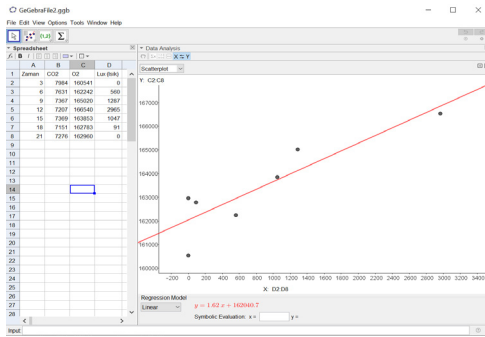 GeGebraFile2.ggb
File Edit View Options Tools Window Help
{1,2} Σ
Spreadsheet
Data Analysis
fx B I
X⇆Y
A B C D
Scatterplot
1 Zaman CO2 O2 Lux (Işık)
Y: C2:C8
2 3 7984 160541 0
3 6 7631 162242 560
4 9 7367 165020 1287
5 12 7207 166540 2965
6 15 7369 163853 1047
7 18 7151 162783 91
8 21 7276 162960 0
9
10
11
12
13
14
15
16
17
18
19
20
21
22
23
24
25
26
27
28
167000
166000
165000
164000
163000
162000
161000
160000
-200 0 200 400 600 800 1000 1200 1400 1600 1800 2000 2200 2400 2600 2800 3000 3200 3400
X: D2:D8
Regression Model
Linear
y = 1.62 x + 162040.7
Symbolic Evaluation: x = y =
Input: